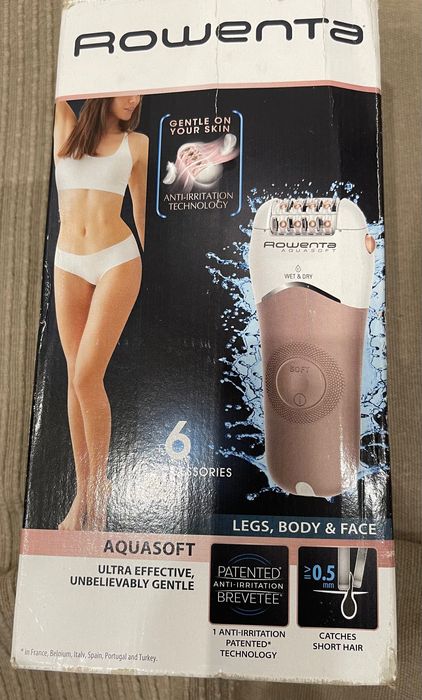 Rowenta
GENTLE ON
YOUR SKIN
ANTI-IRRITATION
TECHNOLOGY
Rowenta
AQUASOFT
WET & DRY
SOFT
6
ACCESSORIES
LEGS, BODY & FACE
AQUASOFT
ULTRA EFFECTIVE,
UNBELIEVABLY GENTLE
PATENTED*
ANTI-IRRITATION
BREVETEE*
1 ANTI-IRRITATION
PATENTED*
TECHNOLOGY
≥0.5
mm
CATCHES
SHORT HAIR
* in France, Belgium, Italy, Spain, Portugal and Turkey.